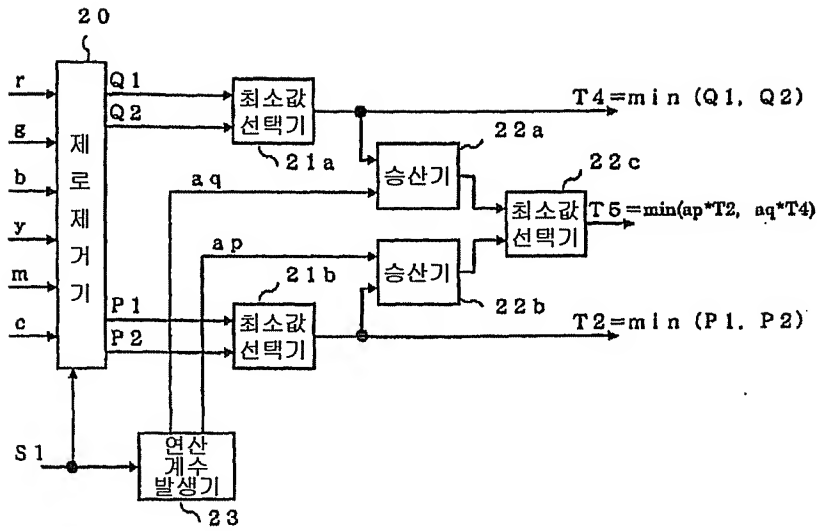 20
r
g
b
y
m
c
제
로
제
거
기
Q1
Q2
P1
P2
최소값
선택기
21a
T4=min (Q1, Q2)
22a
승산기
aq
22c
최소값
선택기
T5=min(ap*T2, aq*T4)
ap
승산기
22b
21b
최소값
선택기
T2=min (P1, P2)
S1
연산
계수
발생기
23